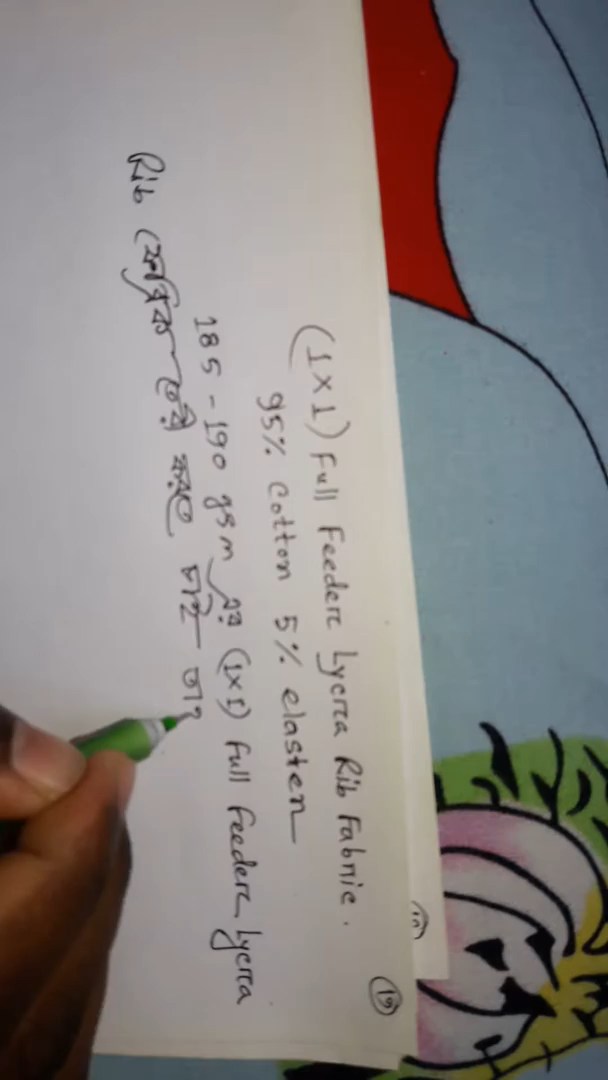 19
(1×1) Full Feeder Lycra Rib Fabric.
95% Cotton 5% elasten
185 - 190 gsm এর (1×1) Full Feeder Lycra
Rib ফেব্রিক তৈরী করতে চাই